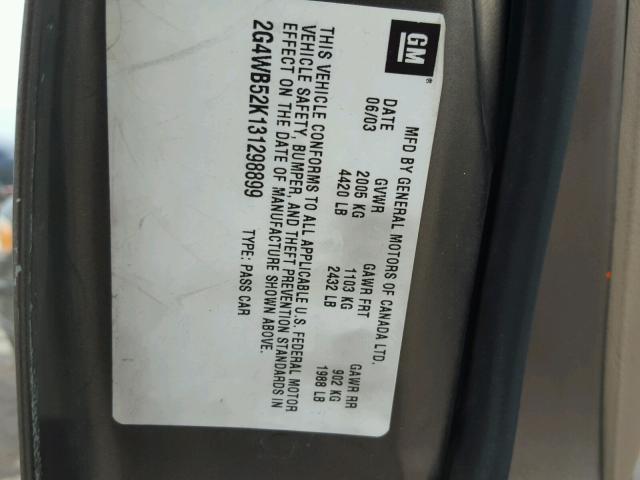 GM
MFD BY GENERAL MOTORS OF CANADA LTD.
DATE GVWR GAWR FRT GAWR RR
06/03 2005 KG 1103 KG 902 KG
4420 LB 2432 LB 1988 LB
THIS VEHICLE CONFORMS TO ALL APPLICABLE U.S. FEDERAL MOTOR
VEHICLE SAFETY, BUMPER, AND THEFT PREVENTION STANDARDS IN
EFFECT ON THE DATE OF MANUFACTURE SHOWN ABOVE.
2G4WB52K131298899 TYPE: PASS CAR